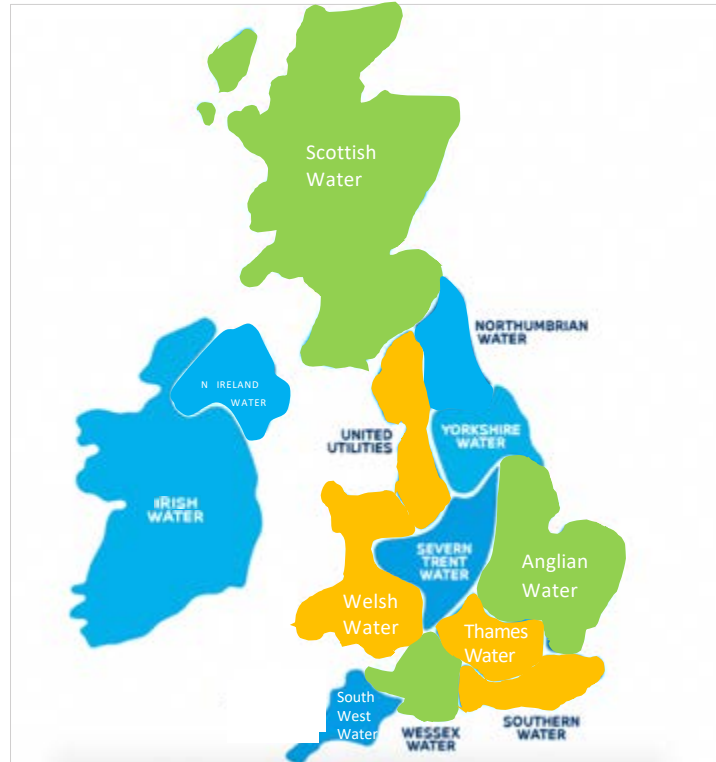 Scottish
Water
NORTHUMBRIAN
WATER
N IRELAND
WATER
UNITED
UTILITIES
YORKSHIRE
WATER
IRISH
WATER
SEVERN
TRENT
WATER
Anglian
Water
Welsh
Water
Thames
Water
South
West
Water
WESSEX
WATER
SOUTHERN
WATER